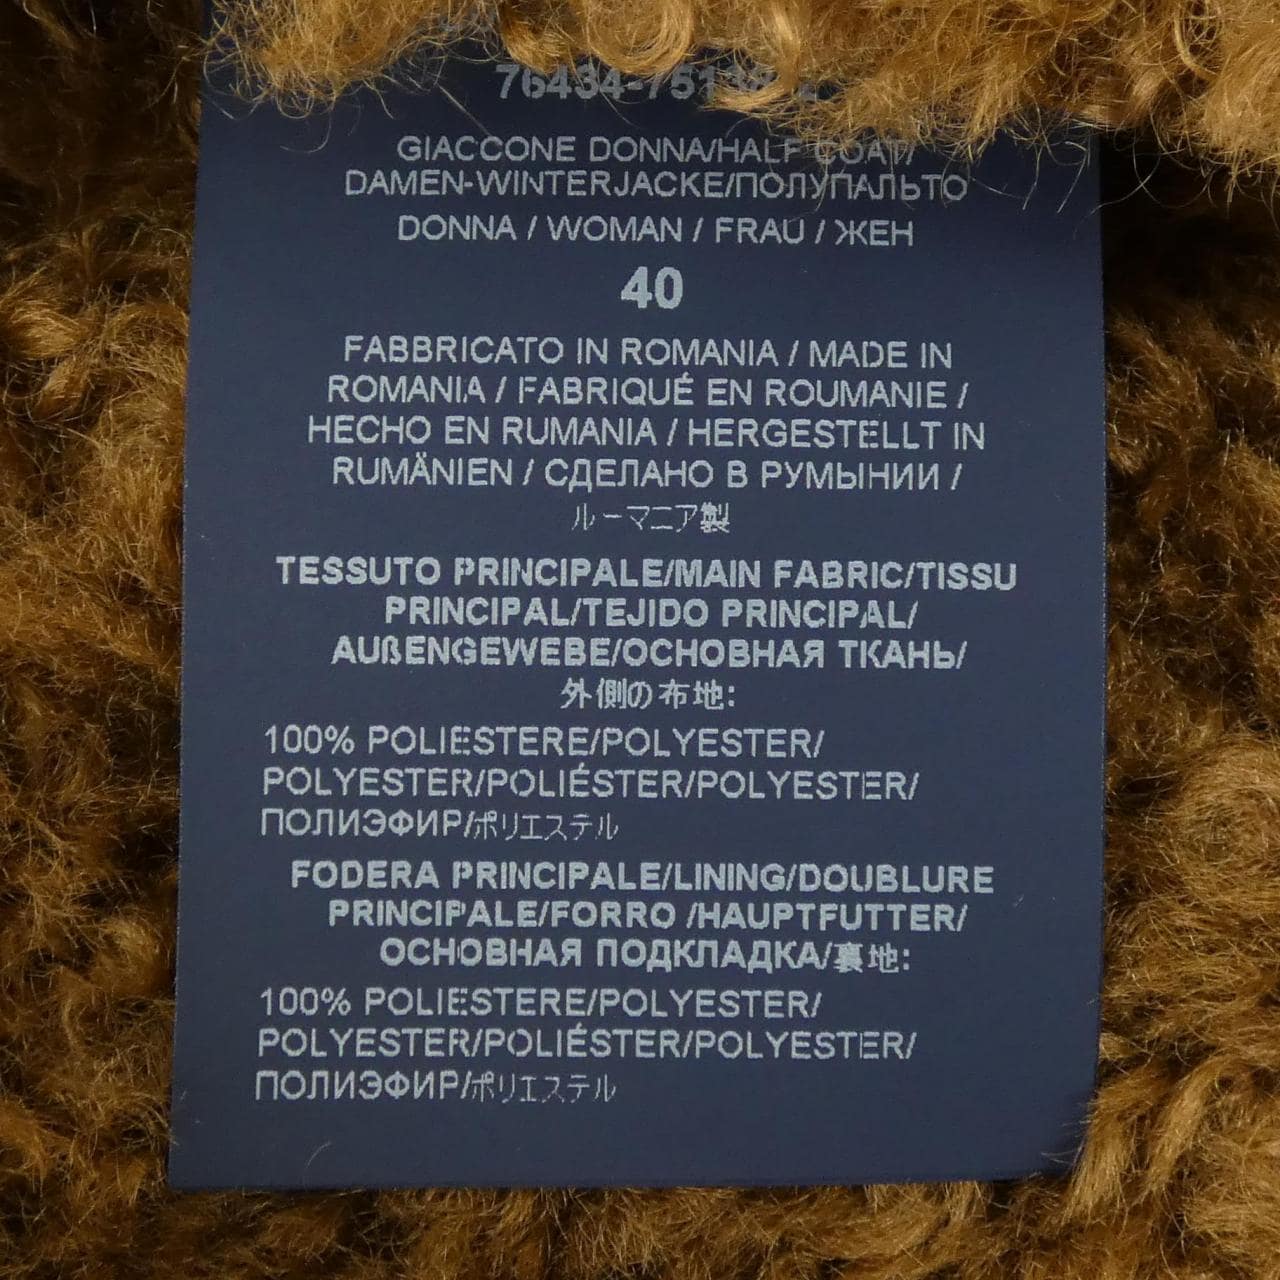 GIACCONE DONNA/HALF COAT/
DAMEN-WINTERJACKE/ПОЛУПАЛЬТО
DONNA / WOMAN / FRAU / ЖЕН
40
FABBRICATO IN ROMANIA / MADE IN
ROMANIA / FABRIQUÉ EN ROUMANIE /
HECHO EN RUMANIA / HERGESTELLT IN
RUMÄNIEN / СДЕЛАНО В РУМЫНИИ /
ルーマニア製
TESSUTO PRINCIPALE/MAIN FABRIC/TISSU
PRINCIPAL/TEJIDO PRINCIPAL/
AUßENGEWEBE/ОСНОВНАЯ ТКАНЬ/
外側の布地:
100% POLIESTERE/POLYESTER/
POLYESTER/POLIÉSTER/POLYESTER/
ПОЛИЭФИР/ポリエステル
FODERA PRINCIPALE/LINING/DOUBLURE
PRINCIPALE/FORRO /HAUPTFUTTER/
ОСНОВНАЯ ПОДКЛАДКА/裏地:
100% POLIESTERE/POLYESTER/
POLYESTER/POLIÉSTER/POLYESTER/
ПОЛИЭФИР/ポリエステル